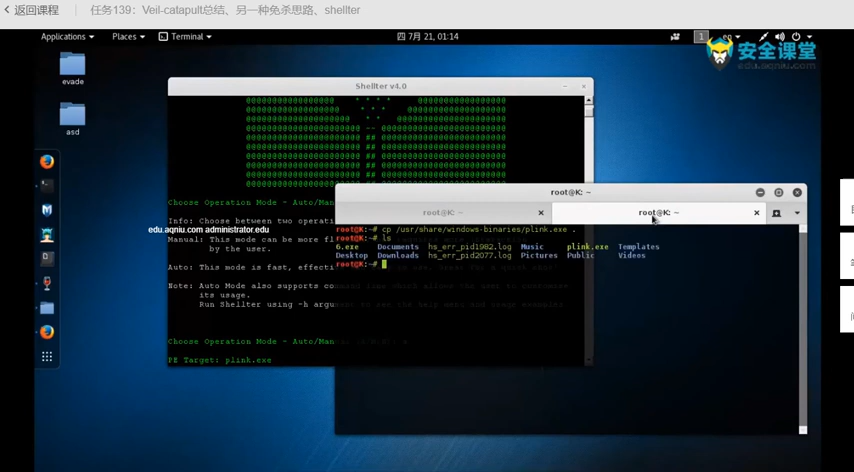 返回课程
任务139：Veil-catapult总结、另一种免杀思路、shellter
Applications Places Terminal 四 7月 21, 01:14 1 en
安全课堂
edu.aqniu.com
evade
asd
Shellter v4.0
Choose Operation Mode - Auto/Man
Info: Choose between two operati
edu.aqniu.com administrator.edu
Manual: This mode can be more fl
by the user.
Auto: This mode is fast, effecti
Note: Auto Mode also supports co
its usage.
Run Shellter using -h argu
Choose Operation Mode - Auto/Man
PE Target: plink.exe
root@K: ~
root@K: ~ root@K: ~
root@K:~# cp /usr/share/windows-binaries/plink.exe .
root@K:~# ls
6.exe Documents hs_err_pid1982.log Music plink.exe Templates
Desktop Downloads hs_err_pid2077.log Pictures Public Videos
root@K:~#